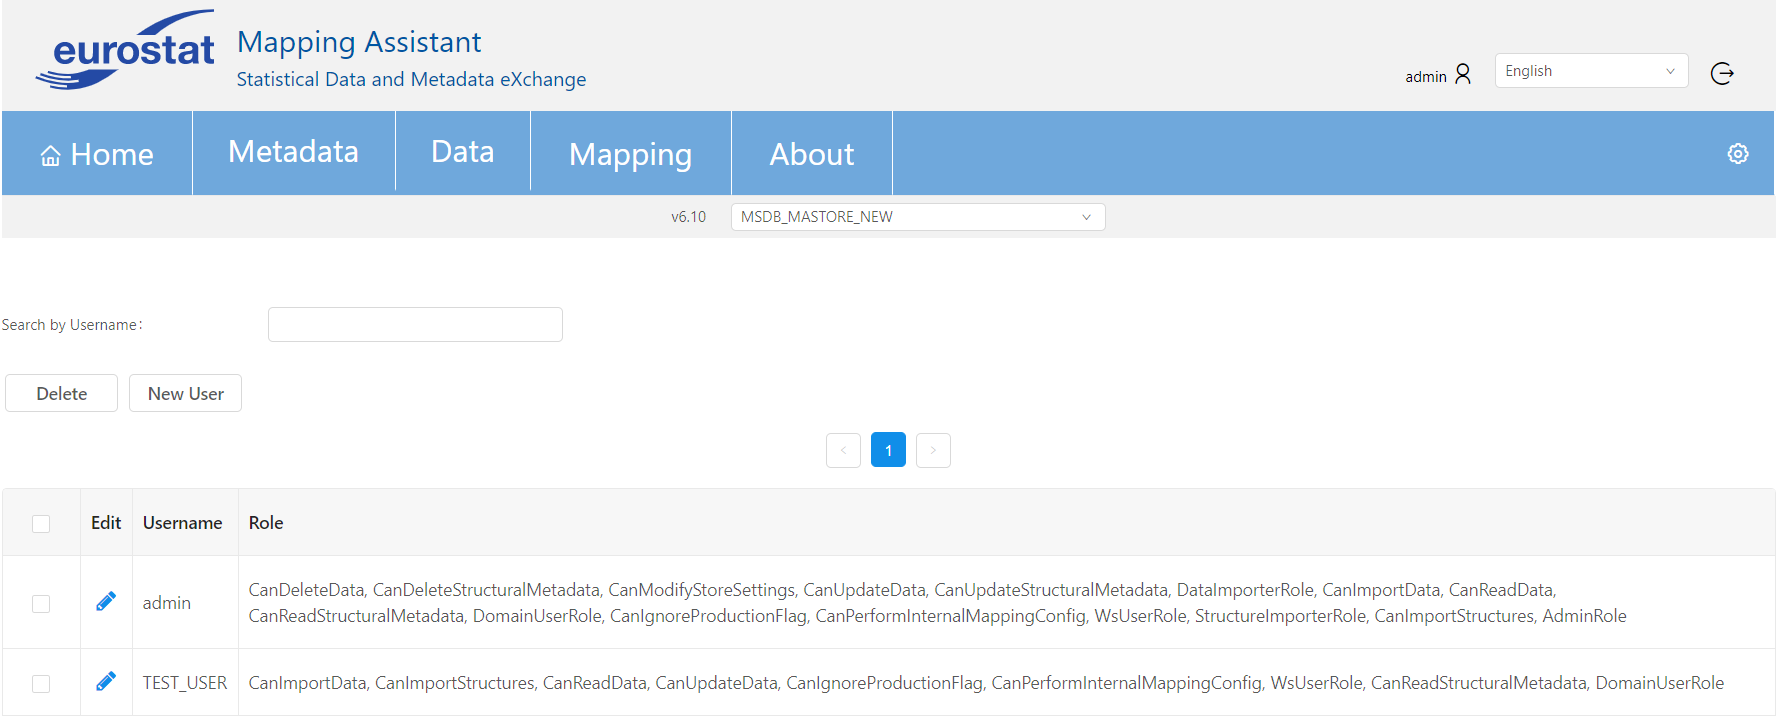 eurostat
Mapping Assistant
Statistical Data and Metadata eXchange
admin
English
Home
Metadata
Data
Mapping
About
v6.10
MSDB_MASTORE_NEW
Search by Username:
Delete
New User
1
Edit
Username
Role
admin
CanDeleteData, CanDeleteStructuralMetadata, CanModifyStoreSettings, CanUpdateData, CanUpdateStructuralMetadata, DataImporterRole, CanImportData, CanReadData,
CanReadStructuralMetadata, DomainUserRole, CanIgnoreProductionFlag, CanPerformInternalMappingConfig, WsUserRole, StructureImporterRole, CanImportStructures, AdminRole
TEST_USER
CanImportData, CanImportStructures, CanReadData, CanUpdateData, CanIgnoreProductionFlag, CanPerformInternalMappingConfig, WsUserRole, CanReadStructuralMetadata, DomainUserRole